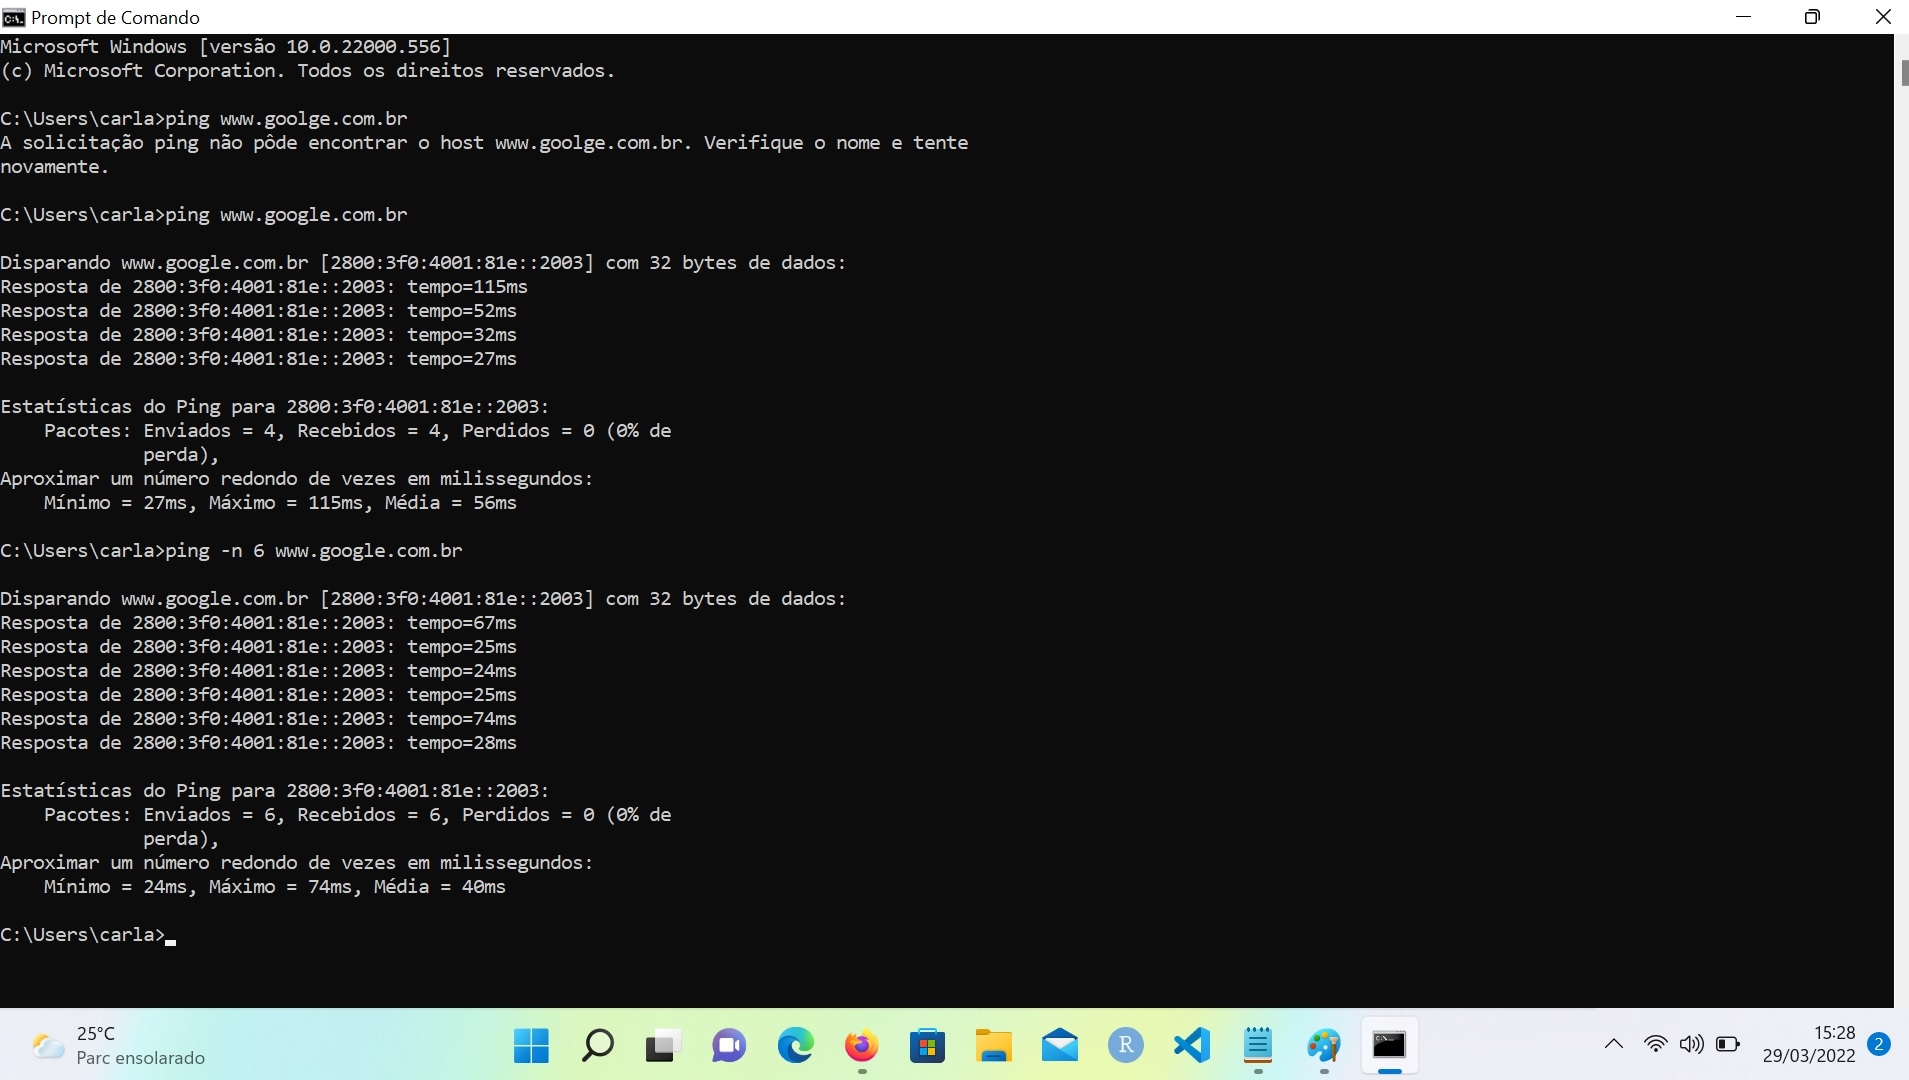 Prompt de Comando
Microsoft Windows [versão 10.0.22000.556]
(c) Microsoft Corporation. Todos os direitos reservados.
C:\Users\carla>ping www.goolge.com.br
A solicitação ping não pôde encontrar o host www.goolge.com.br. Verifique o nome e tente
novamente.
C:\Users\carla>ping www.google.com.br
Disparando www.google.com.br [2800:3f0:4001:81e::2003] com 32 bytes de dados:
Resposta de 2800:3f0:4001:81e::2003: tempo=115ms
Resposta de 2800:3f0:4001:81e::2003: tempo=52ms
Resposta de 2800:3f0:4001:81e::2003: tempo=32ms
Resposta de 2800:3f0:4001:81e::2003: tempo=27ms
Estatísticas do Ping para 2800:3f0:4001:81e::2003:
    Pacotes: Enviados = 4, Recebidos = 4, Perdidos = 0 (0% de
             perda),
Aproximar um número redondo de vezes em milissegundos:
    Mínimo = 27ms, Máximo = 115ms, Média = 56ms
C:\Users\carla>ping -n 6 www.google.com.br
Disparando www.google.com.br [2800:3f0:4001:81e::2003] com 32 bytes de dados:
Resposta de 2800:3f0:4001:81e::2003: tempo=67ms
Resposta de 2800:3f0:4001:81e::2003: tempo=25ms
Resposta de 2800:3f0:4001:81e::2003: tempo=24ms
Resposta de 2800:3f0:4001:81e::2003: tempo=25ms
Resposta de 2800:3f0:4001:81e::2003: tempo=74ms
Resposta de 2800:3f0:4001:81e::2003: tempo=28ms
Estatísticas do Ping para 2800:3f0:4001:81e::2003:
    Pacotes: Enviados = 6, Recebidos = 6, Perdidos = 0 (0% de
             perda),
Aproximar um número redondo de vezes em milissegundos:
    Mínimo = 24ms, Máximo = 74ms, Média = 40ms
C:\Users\carla>
25°C
Parc ensolarado
R
15:28
29/03/2022
2